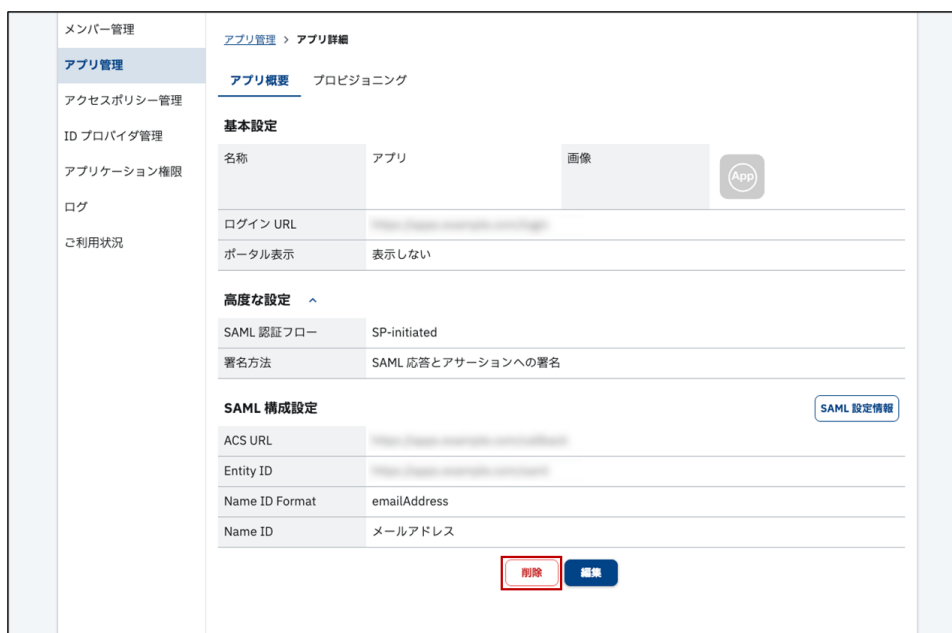 メンバー管理
アプリ管理
アクセスポリシー管理
ID プロバイダ管理
アプリケーション権限
ログ
ご利用状況
アプリ管理 > アプリ詳細
アプリ概要 プロビジョニング
基本設定
名称 アプリ 画像 App
ログイン URL
ポータル表示 表示しない
高度な設定
SAML 認証フロー SP-initiated
署名方法 SAML 応答とアサーションへの署名
SAML 構成設定 SAML 設定情報
ACS URL
Entity ID
Name ID Format emailAddress
Name ID メールアドレス
削除 編集